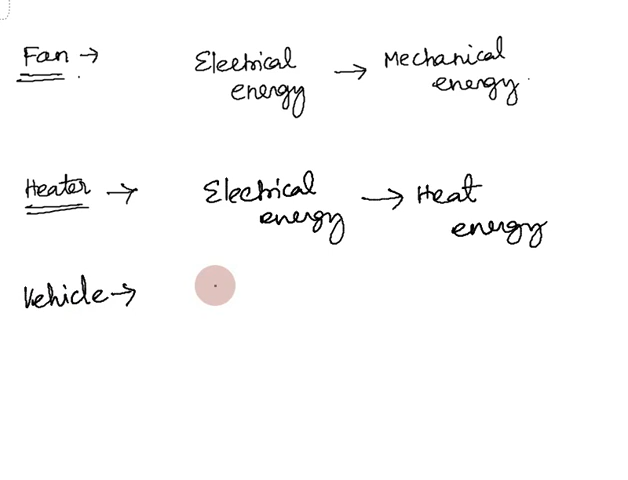 Fan → Electrical energy → Mechanical energy.
Heater → Electrical energy → Heat energy
Vehicle →